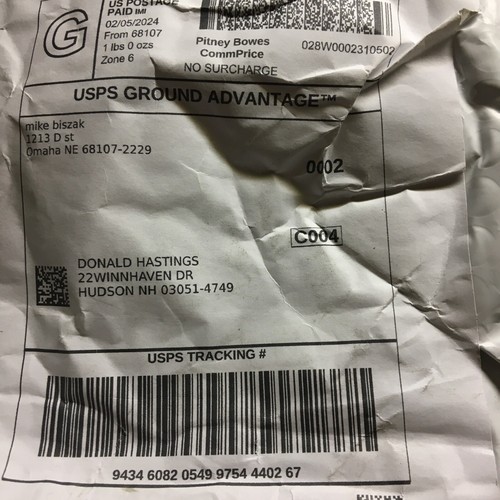 US POSTAGE
PAID IMI
02/05/2024
From 68107
1 lbs 0 ozs
Zone 6
G
Pitney Bowes
CommPrice
028W0002310502
NO SURCHARGE
USPS GROUND ADVANTAGE™
mike biszak
1213 D st
Omaha NE 68107-2229
0002
C004
DONALD HASTINGS
22WINNHAVEN DR
HUDSON NH 03051-4749
USPS TRACKING #
9434 6082 0549 9754 4402 67